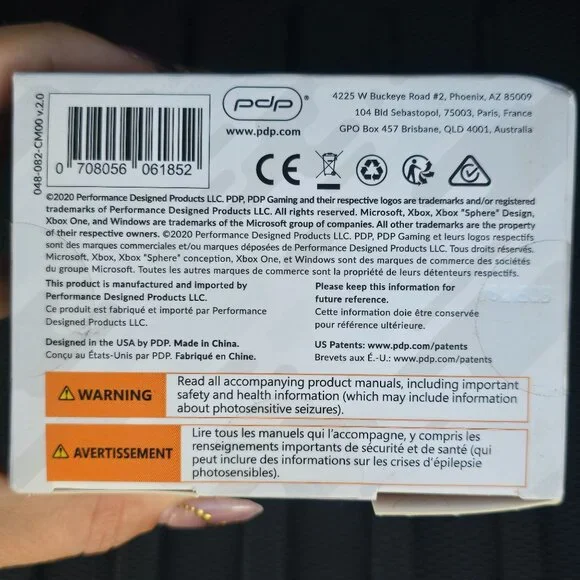 048-082-CM00 v.2.0
0 708056 061852
pdp®
www.pdp.com
4225 W Buckeye Road #2, Phoenix, AZ 85009
104 Bld Sebastopol, 75003, Paris, France
GPO Box 457 Brisbane, QLD 4001, Australia
CE
©2020 Performance Designed Products LLC. PDP, PDP Gaming and their respective logos are trademarks and/or registered
trademarks of Performance Designed Products LLC. All rights reserved. Microsoft, Xbox, Xbox "Sphere" Design,
Xbox One, and Windows are trademarks of the Microsoft group of companies. All other trademarks are the property
of their respective owners. ©2020 Performance Designed Products LLC. PDP, PDP Gaming et leurs logos respectifs
sont des marques commerciales et/ou marques déposées de Performance Designed Products LLC. Tous droits réservés.
Microsoft, Xbox, Xbox "Sphere" conception, Xbox One, et Windows sont des marques de commerce des sociétés
du groupe Microsoft. Toutes les autres marques de commerce sont la propriété de leurs détenteurs respectifs.
This product is manufactured and imported by
Performance Designed Products LLC.
Ce produit est fabriqué et importé par Performance
Designed Products LLC.
Designed in the USA by PDP. Made in China.
Conçu au États-Unis par PDP. Fabriqué en Chine.
Please keep this information for
future reference.
Cette information doie être conservée
pour référence ultérieure.
US Patents: www.pdp.com/patents
Brevets aux É.-U.: www.pdp.com/patents
WARNING
Read all accompanying product manuals, including important
safety and health information (which may include information
about photosensitive seizures).
AVERTISSEMENT
Lire tous les manuels qui l'accompagne, y compris les
renseignements importants de sécurité et de santé (qui
peut inclure des informations sur les crises d'épilepsie
photosensibles).